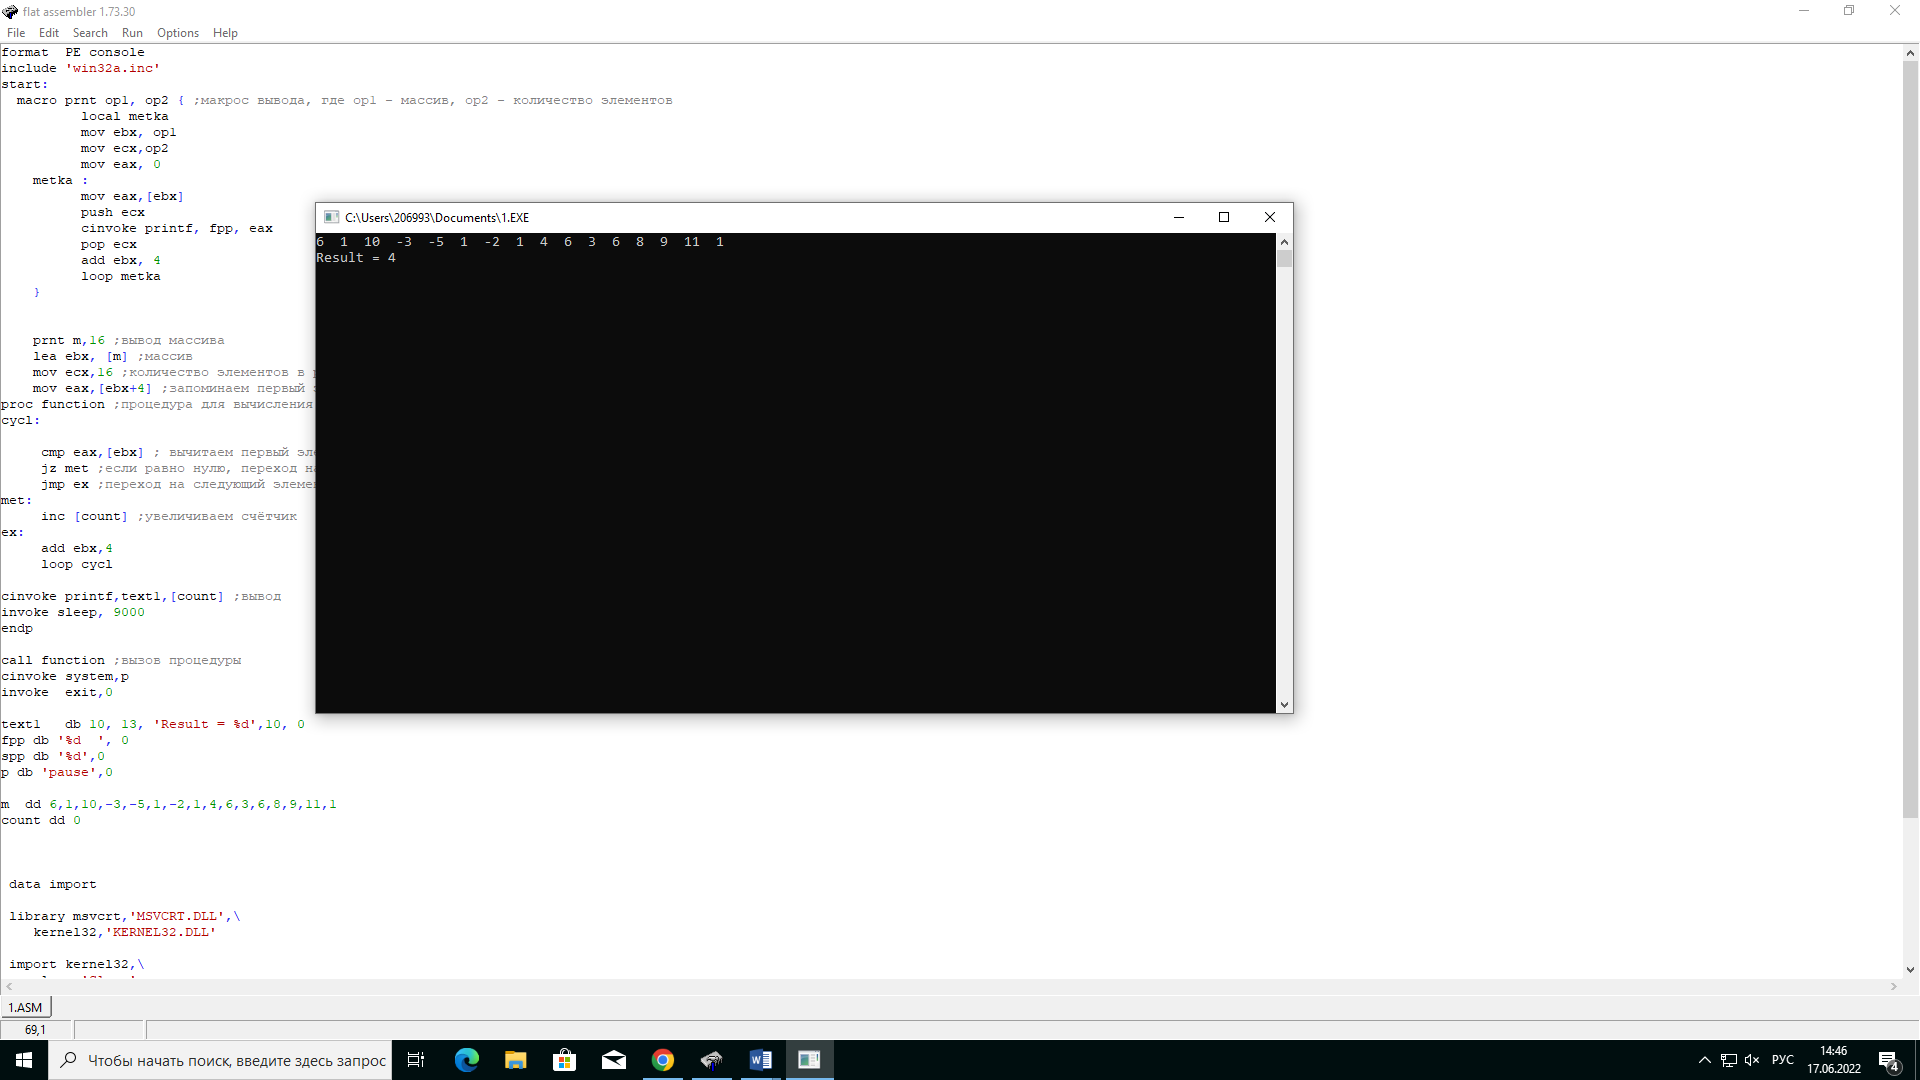 flat assembler 1.73.30
File Edit Search Run Options Help
format  PE console
include 'win32a.inc'
start:
macro prnt op1, op2 { ;макрос вывода, где op1 - массив, op2 - количество элементов
local metka
mov ebx, op1
mov ecx,op2
mov eax, 0
metka :
mov eax,[ebx]
push ecx
cinvoke printf, fpp, eax
pop ecx
add ebx, 4
loop metka
}
prnt m,16 ;вывод массива
lea ebx, [m] ;массив
mov ecx,16 ;количество элементов в
mov eax,[ebx+4] ;запоминаем первый
proc function ;процедура для вычисления
cycl:
cmp eax,[ebx] ; вычитаем первый эле
jz met ;если равно нулю, переход на
jmp ex ;переход на следующий элемен
met:
inc [count] ;увеличиваем счётчик
ex:
add ebx,4
loop cycl
cinvoke printf,text1,[count] ;вывод
invoke sleep, 9000
endp
call function ;вызов процедуры
cinvoke system,p
invoke  exit,0
text1   db 10, 13, 'Result = %d',10, 0
fpp db '%d  ', 0
spp db '%d',0
p db 'pause',0
m  dd 6,1,10,-3,-5,1,-2,1,4,6,3,6,8,9,11,1
count dd 0
data import
library msvcrt,'MSVCRT.DLL',\
kernel32,'KERNEL32.DLL'
import kernel32,\
C:\Users\206993\Documents\1.EXE
6  1  10  -3  -5  1  -2  1  4  6  3  6  8  9  11  1
Result = 4
1.ASM
69,1
Чтобы начать поиск, введите здесь запрос
РУС
14:46
17.06.2022
4